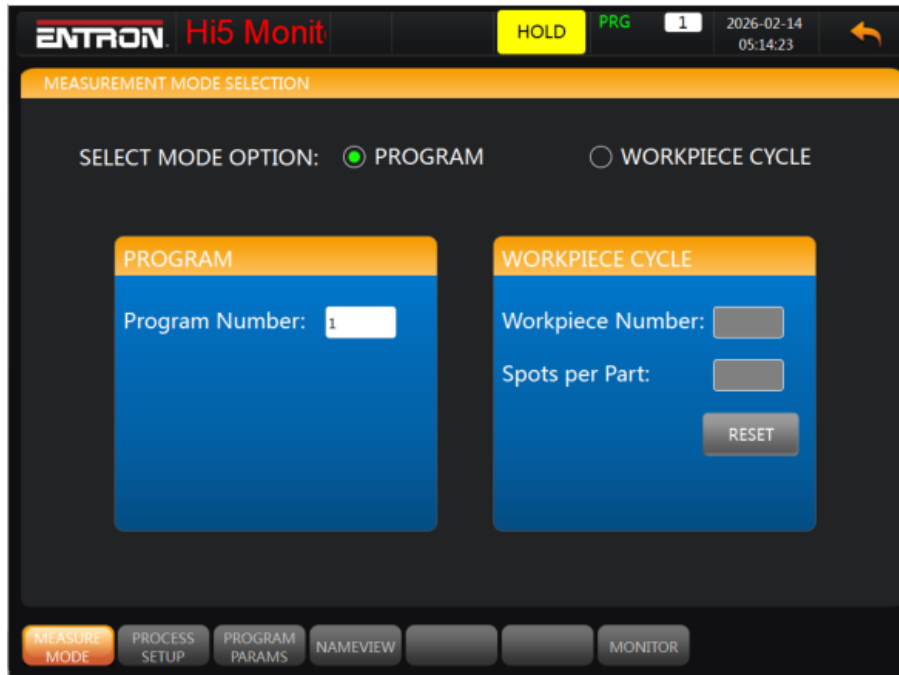 ENTRON. Hi5 Monit HOLD PRG 1 2026-02-14
05:14:23
MEASUREMENT MODE SELECTION
SELECT MODE OPTION: PROGRAM WORKPIECE CYCLE
PROGRAM
Program Number: 1
WORKPIECE CYCLE
Workpiece Number:
Spots per Part:
RESET
MEASURE
MODE
PROCESS
SETUP
PROGRAM
PARAMS
NAMEVIEW
MONITOR